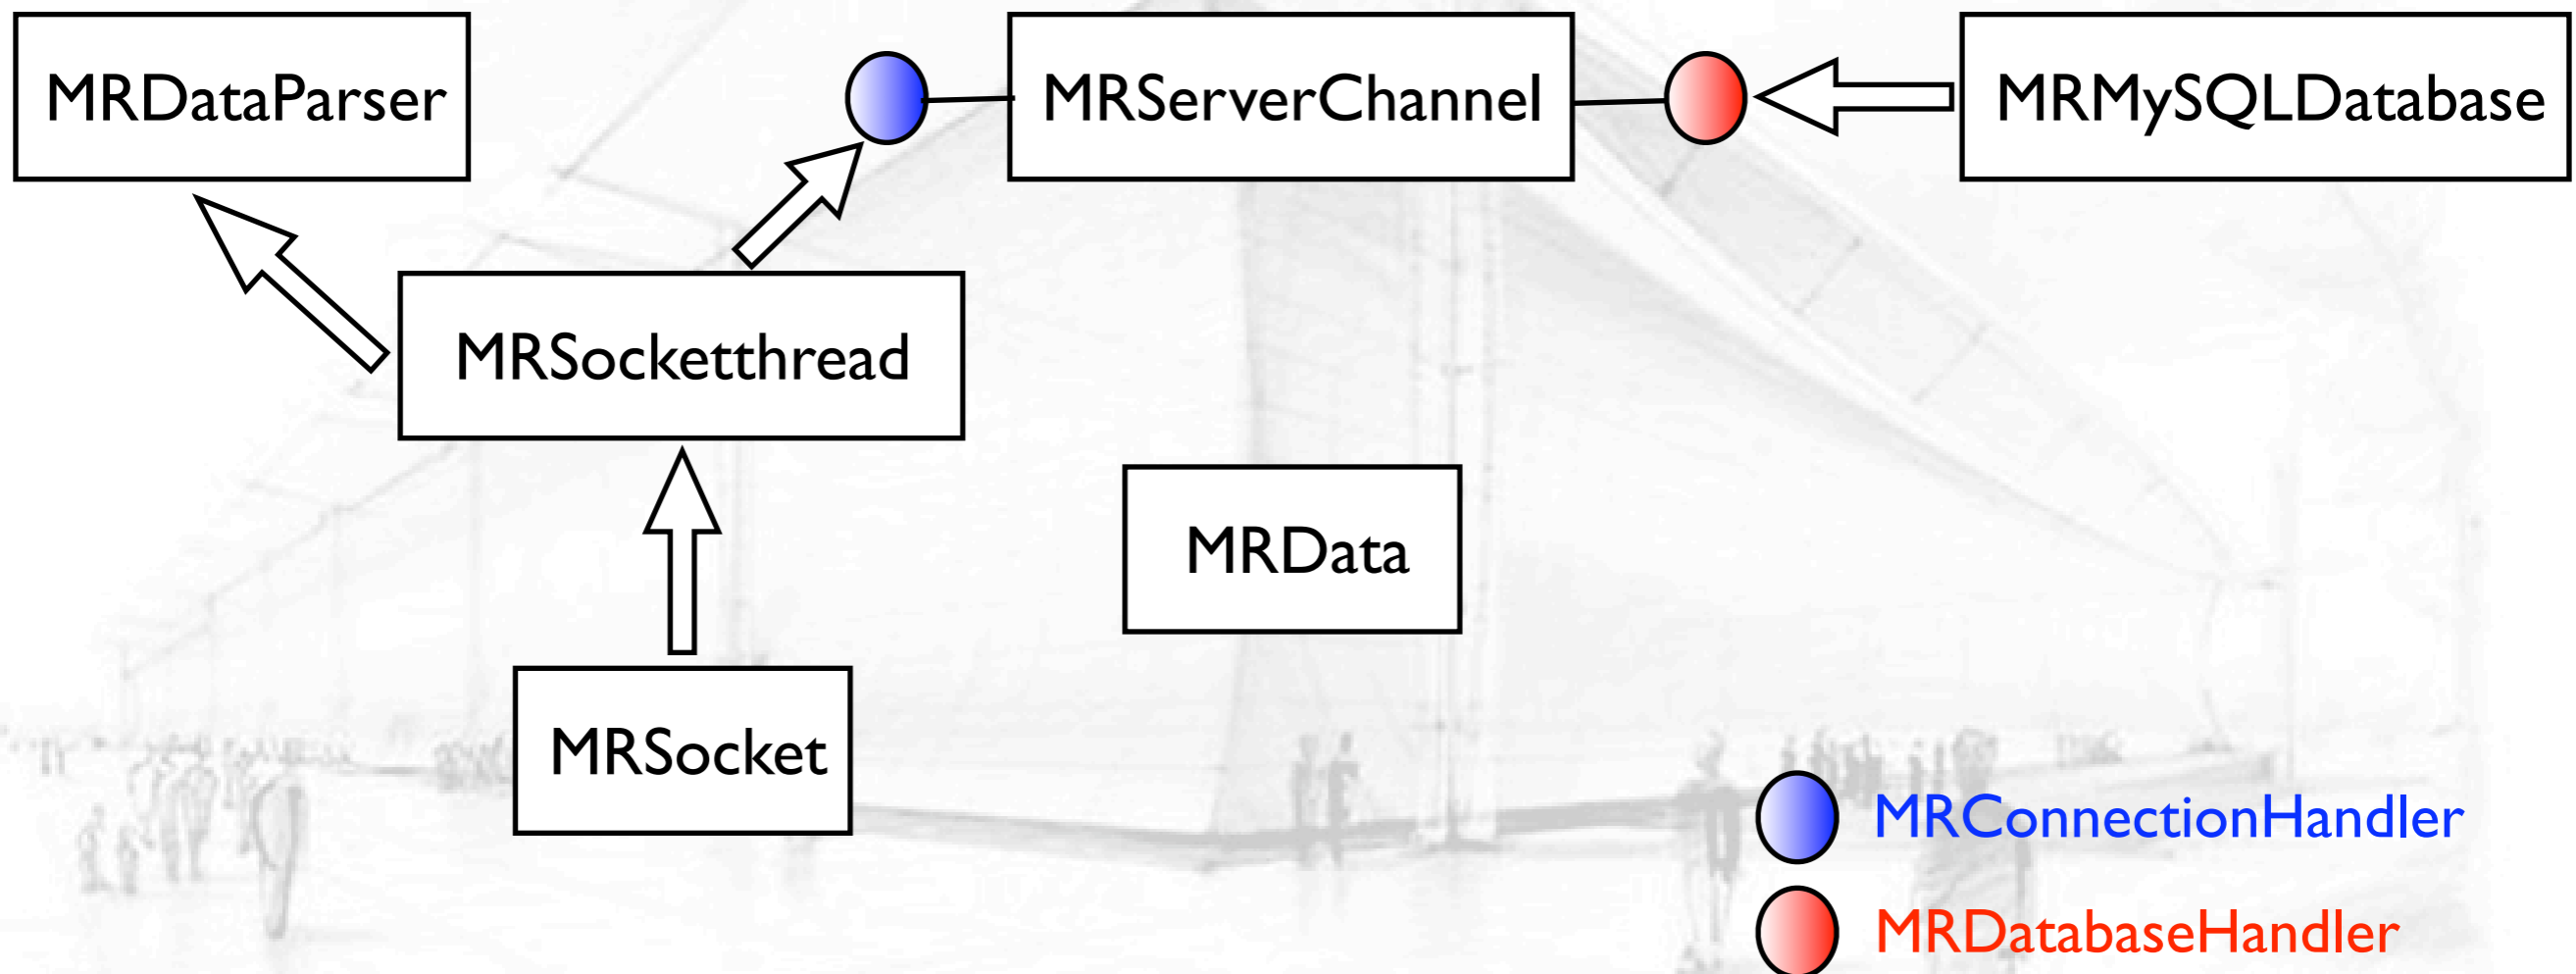 MRDataParser
MRServerChannel
MRMySQLDatabase
MRSocketthread
MRData
MRSocket
MRConnectionHandler
MRDatabaseHandler